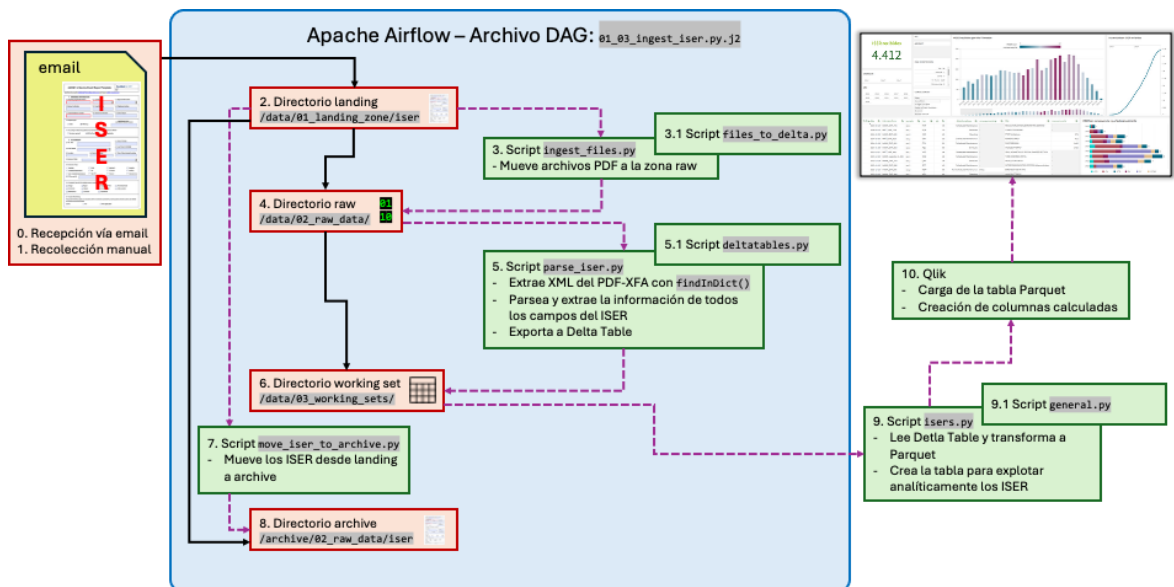 Apache Airflow – Archivo DAG: 01_03_ingest_iser.py.j2
email
ISER
0. Recepción vía email
1. Recolección manual
2. Directorio landing
/data/01_landing_zone/iser
3.1 Script files_to_delta.py
3. Script ingest_files.py
- Mueve archivos PDF a la zona raw
4. Directorio raw
/data/02_raw_data/
01
10
5.1 Script deltatables.py
5. Script parse_iser.py
- Extrae XML del PDF-XFA con findInDict()
- Parsea y extrae la información de todos
los campos del ISER
- Exporta a Delta Table
6. Directorio working set
/data/03_working_sets/
7. Script move_iser_to_archive.py
- Mueve los ISER desde landing
a archive
8. Directorio archive
/archive/02_raw_data/iser
4.412
10. Qlik
- Carga de la tabla Parquet
- Creación de columnas calculadas
9.1 Script general.py
9. Script isers.py
- Lee Detla Table y transforma a
Parquet
- Crea la tabla para explotar
analíticamente los ISER